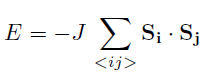 E = −J ∑_{<ij>} S_i · S_j